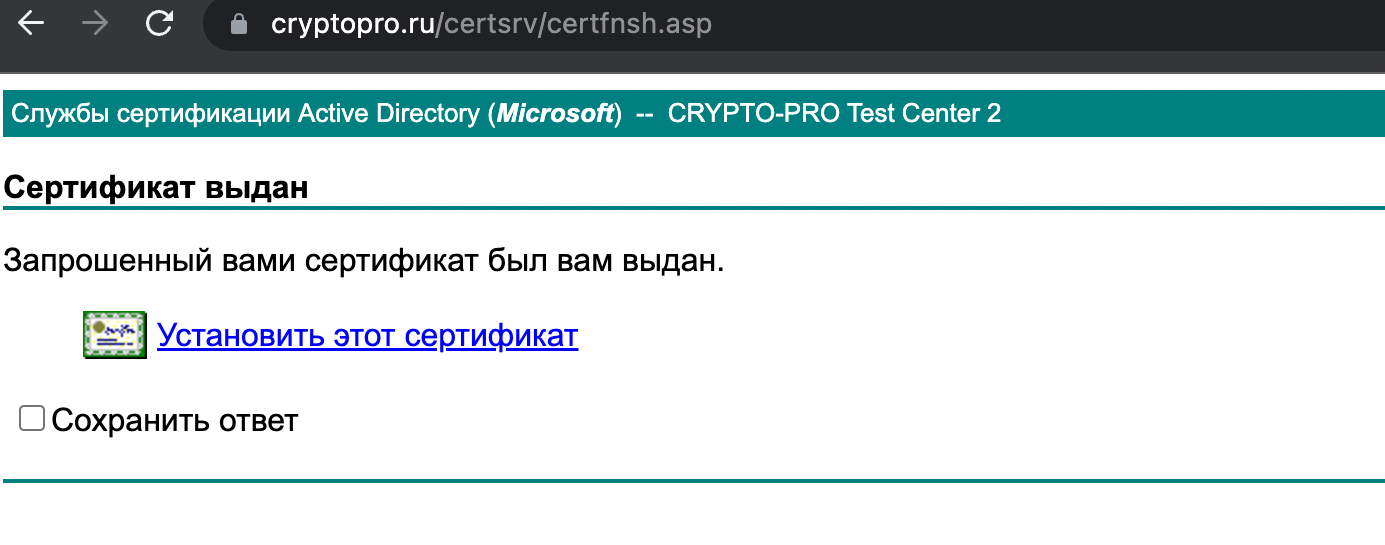 cryptopro.ru/certsrv/certfnsh.asp
Службы сертификации Active Directory (Microsoft) -- CRYPTO-PRO Test Center 2
Сертификат выдан
Запрошенный вами сертификат был вам выдан.
Установить этот сертификат
Сохранить ответ